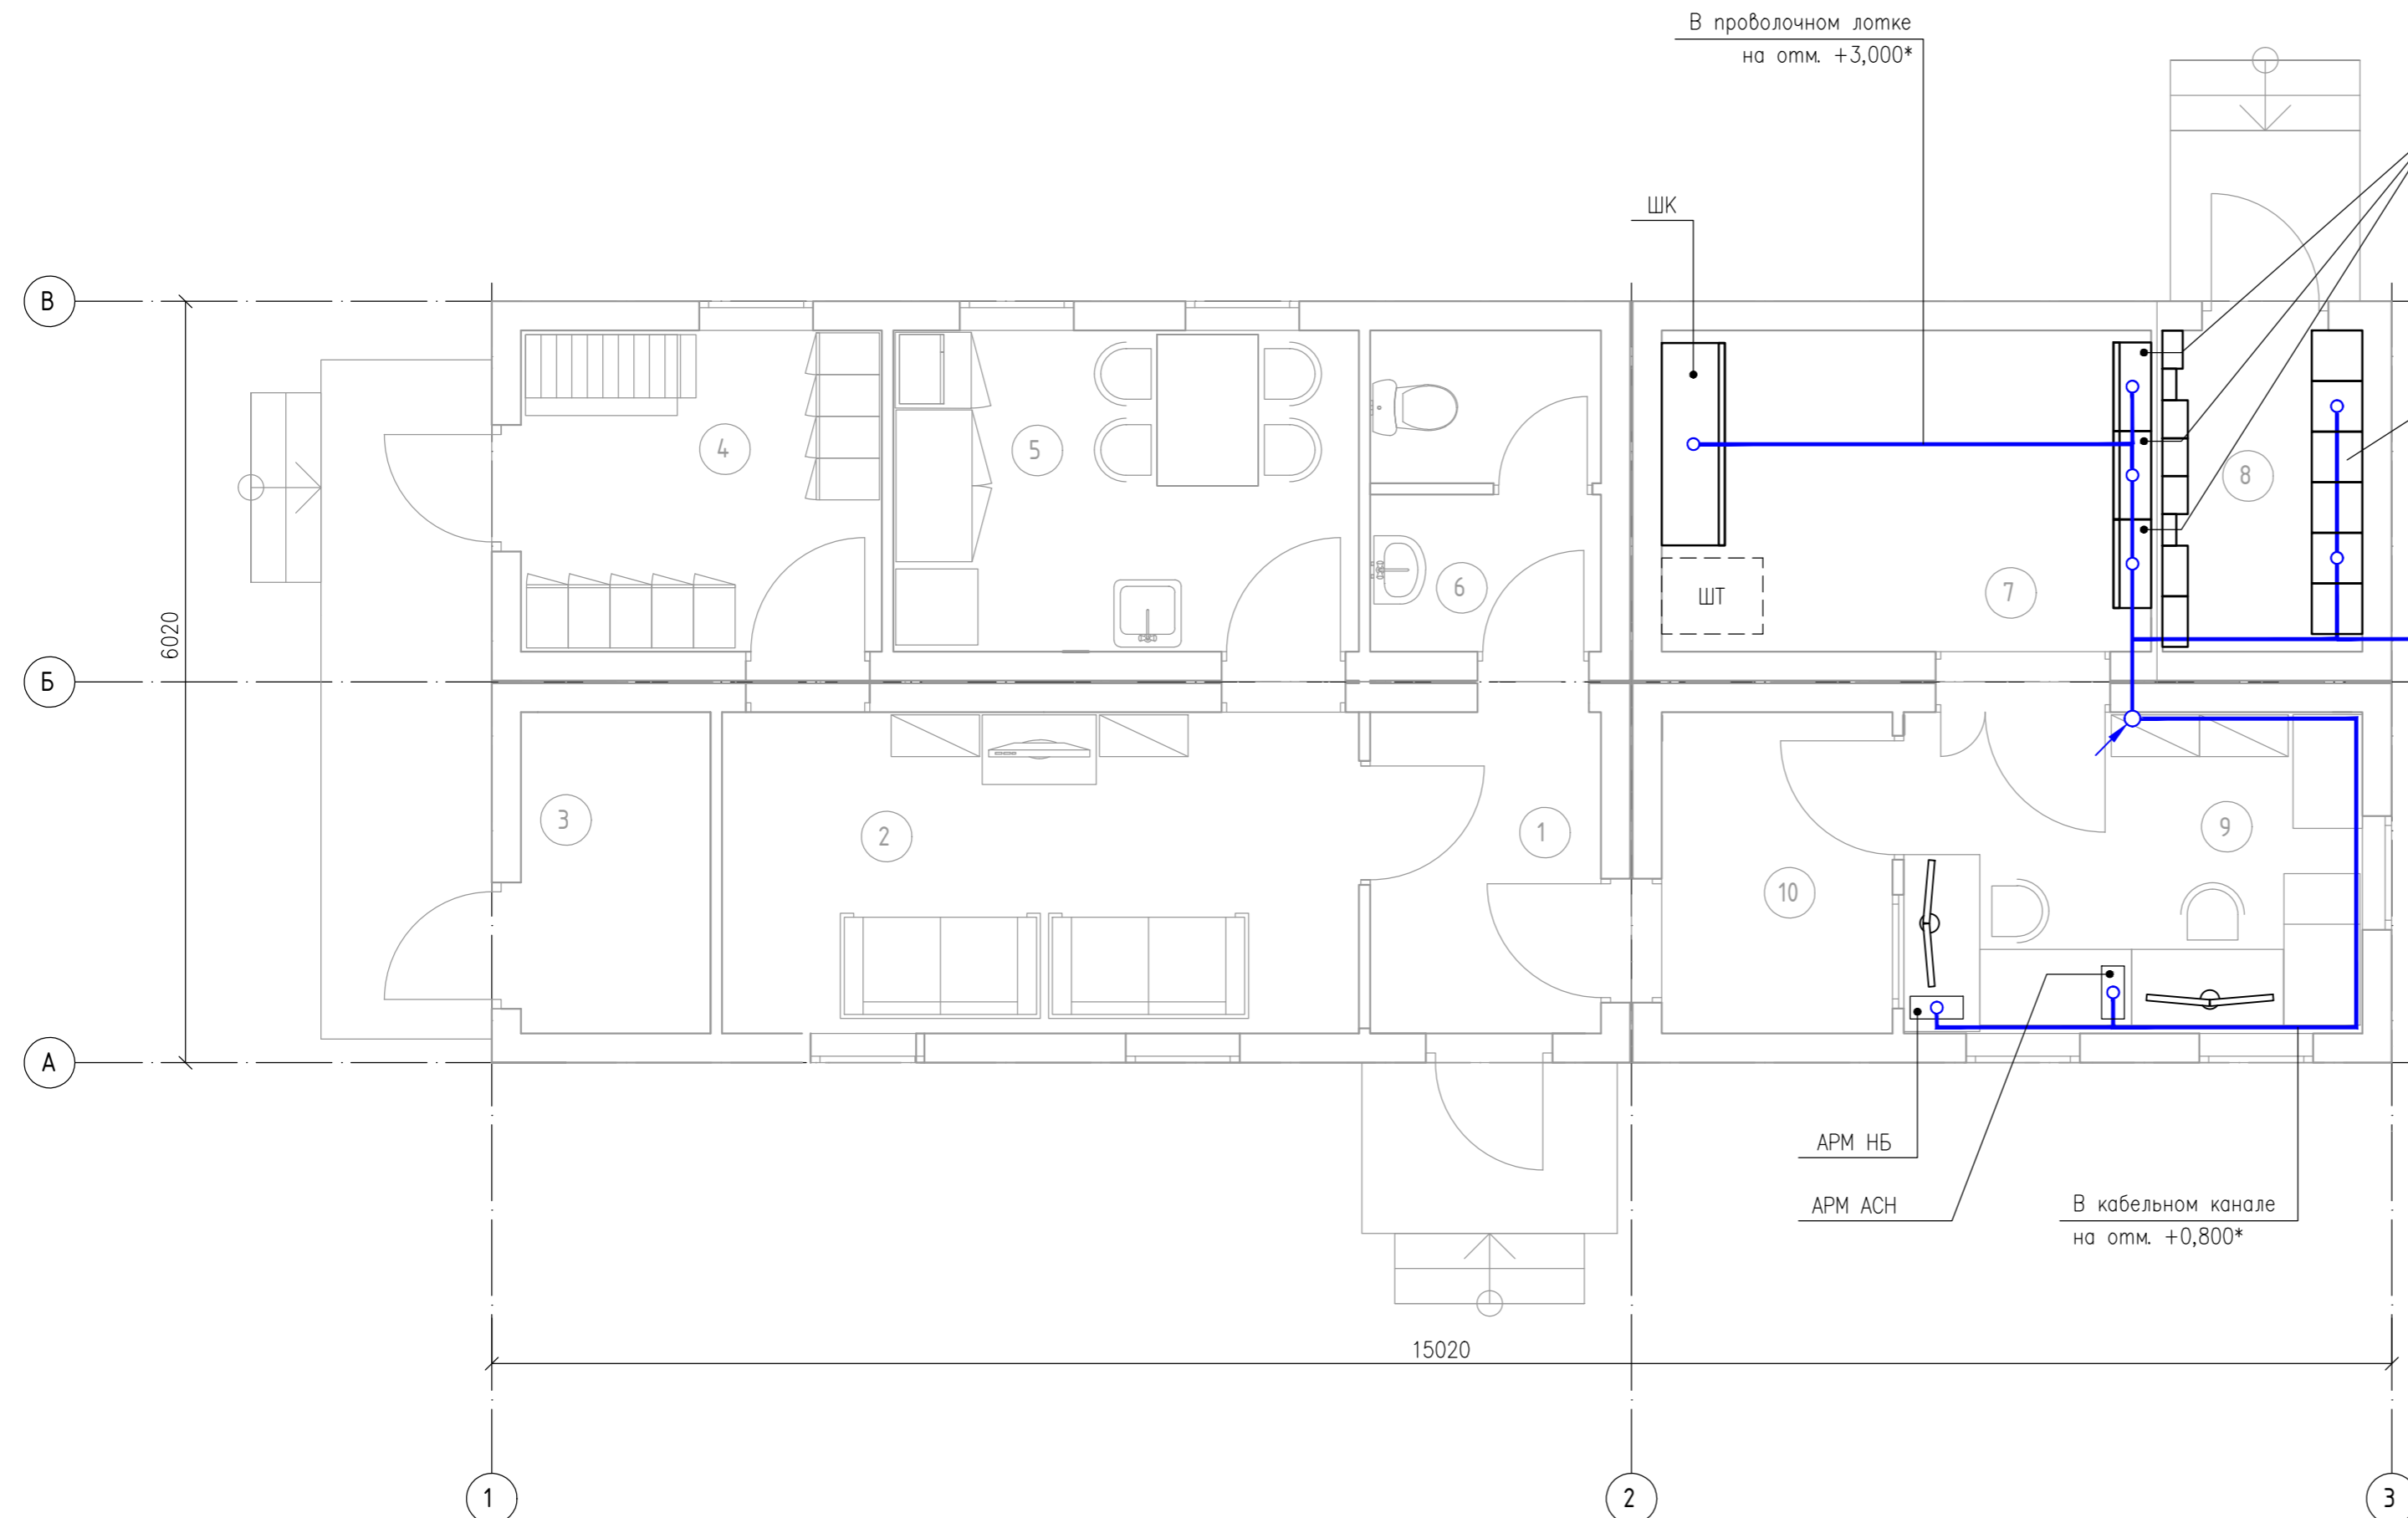 В проволочном лотке
на отм. +3,000*
ШК
В
4
5
8
6
ШТ
7
6020
Б
3
2
1
9
10
А
АРМ НБ
АРМ АСН
В кабельном канале
на отм. +0,800*
15020
1
2
3